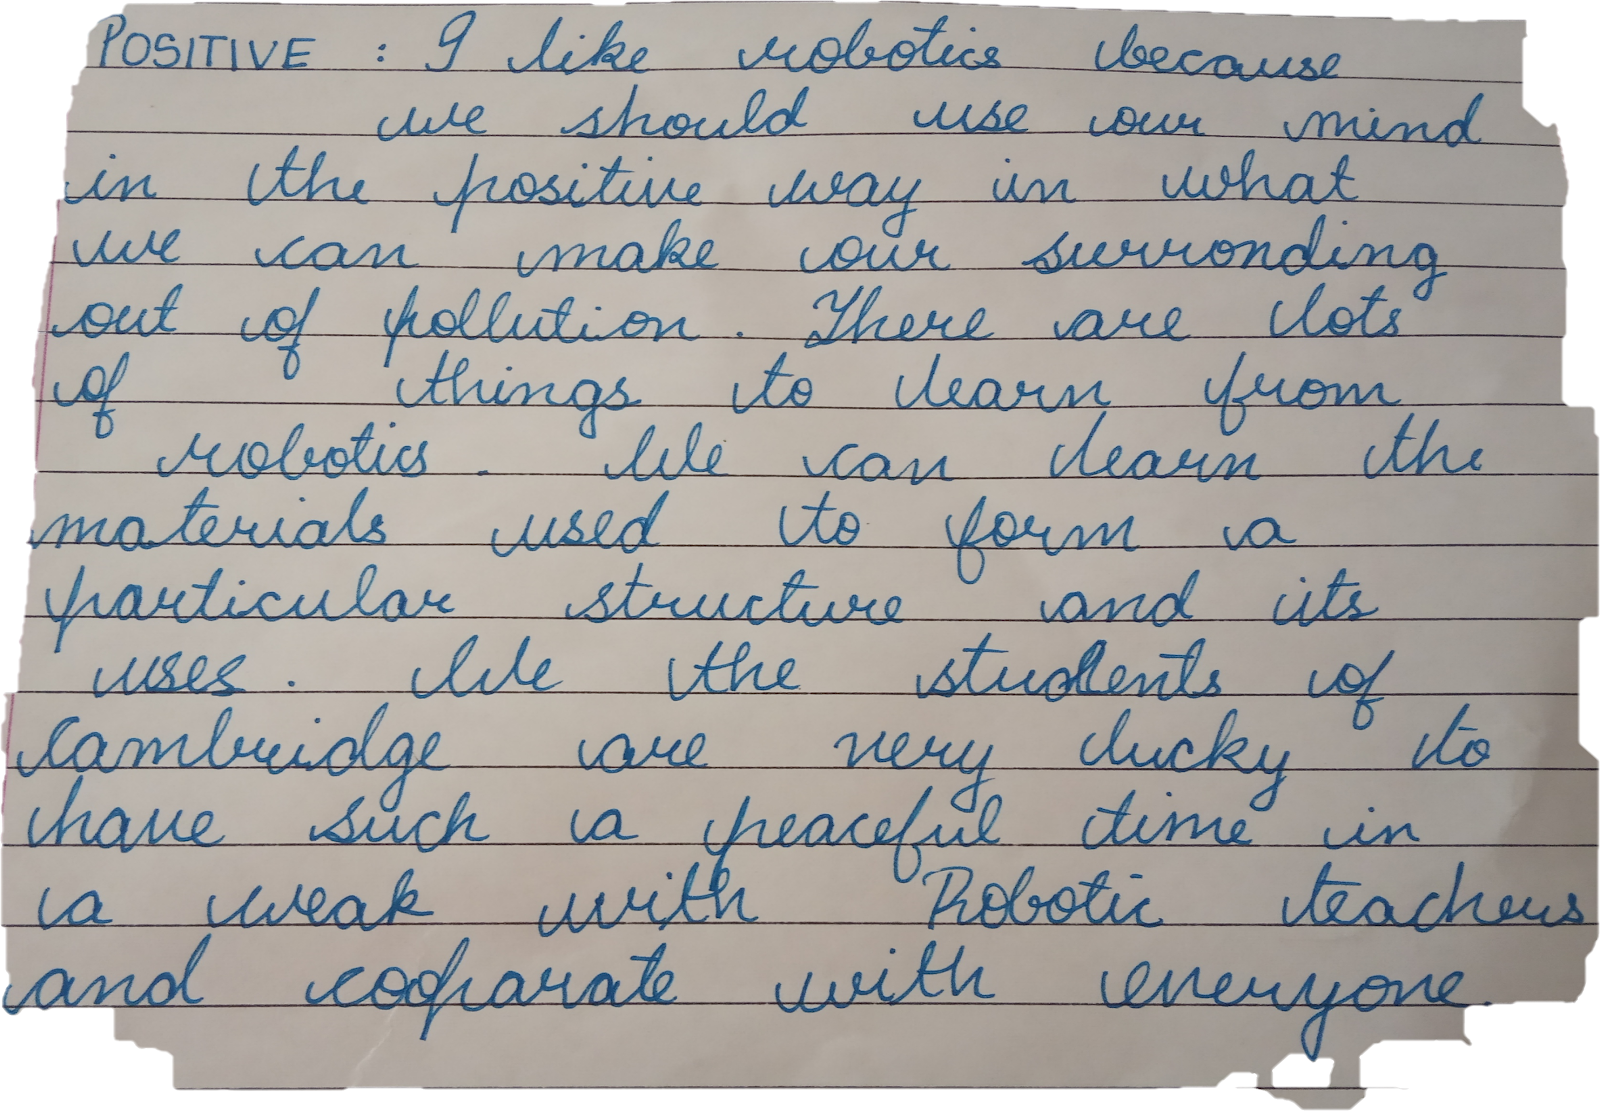 POSITIVE : I like robotics because
we should use our mind
in the positive way in what
we can make our surronding
out of pollution. There are lots
of things to learn from
robotics. We can learn the
materials used to form a
particular structure and its
uses. We the students of
Cambridge are very lucky to
have such a peaceful time in
a weak with Robotic teachers
and cooparate with everyone.